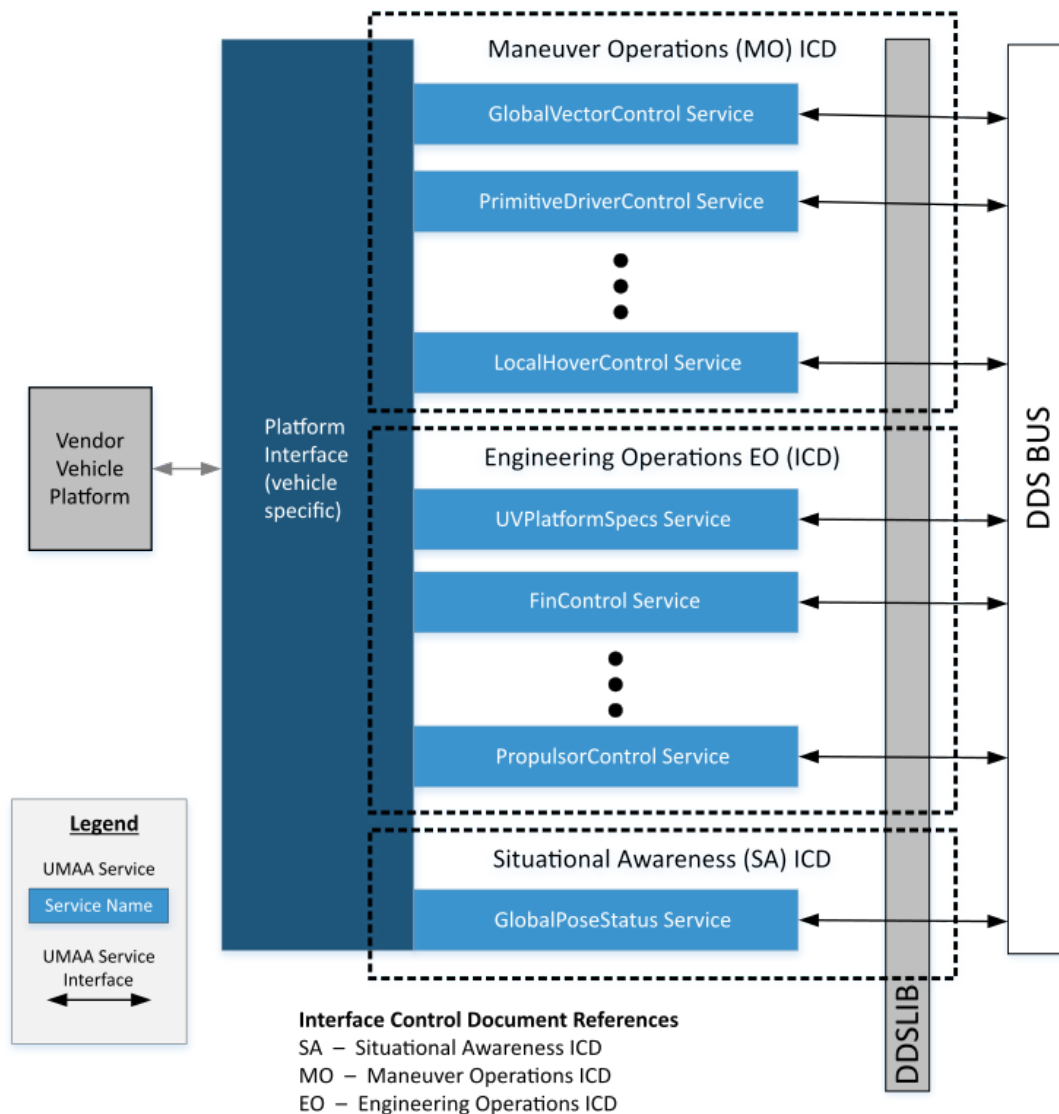 Maneuver Operations (MO) ICD
GlobalVectorControl Service
PrimitiveDriverControl Service
LocalHoverControl Service
Vendor
Vehicle
Platform
Platform
Interface
(vehicle
specific)
Engineering Operations EO (ICD)
UVPlatformSpecs Service
FinControl Service
PropulsorControl Service
DDS BUS
Situational Awareness (SA) ICD
GlobalPoseStatus Service
DDSLIB
Legend
UMAA Service
Service Name
UMAA Service
Interface
Interface Control Document References
SA – Situational Awareness ICD
MO – Maneuver Operations ICD
EO – Engineering Operations ICD